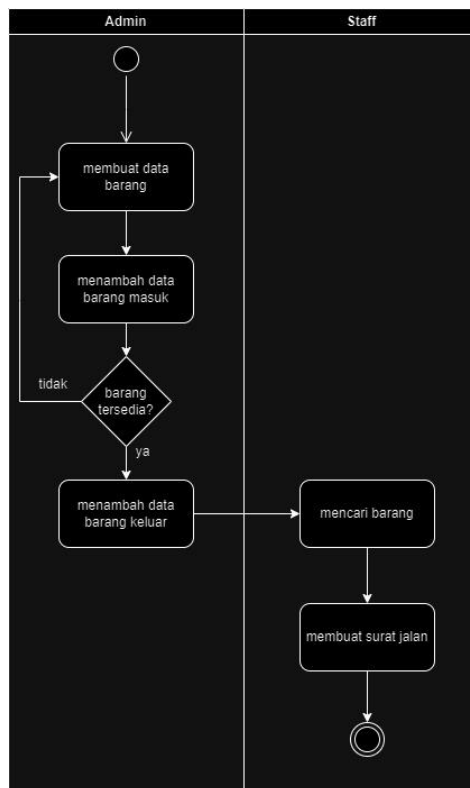 Admin
Staff
membuat data
barang
menambah data
barang masuk
tidak
barang
tersedia?
ya
menambah data
barang keluar
mencari barang
membuat surat jalan